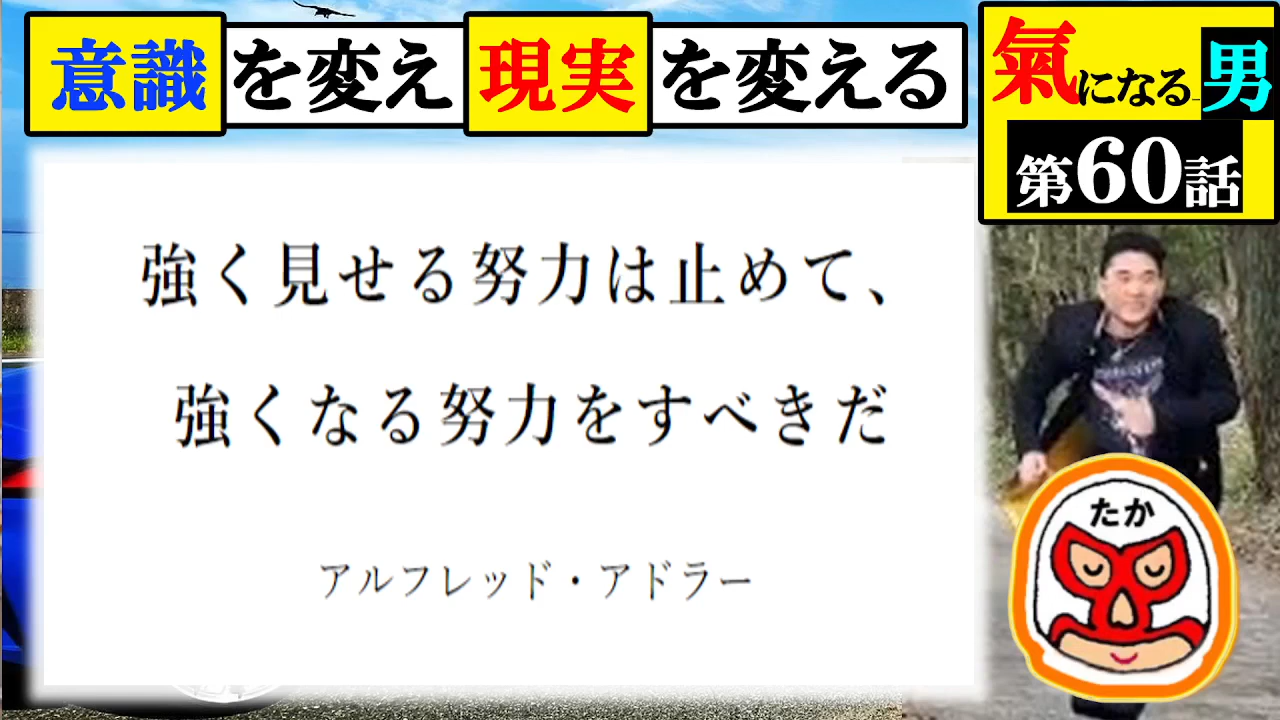 意識を変え現実を変える
氣になる男
第60話
強く見せる努力は止めて、
強くなる努力をすべきだ
アルフレッド・アドラー
たか